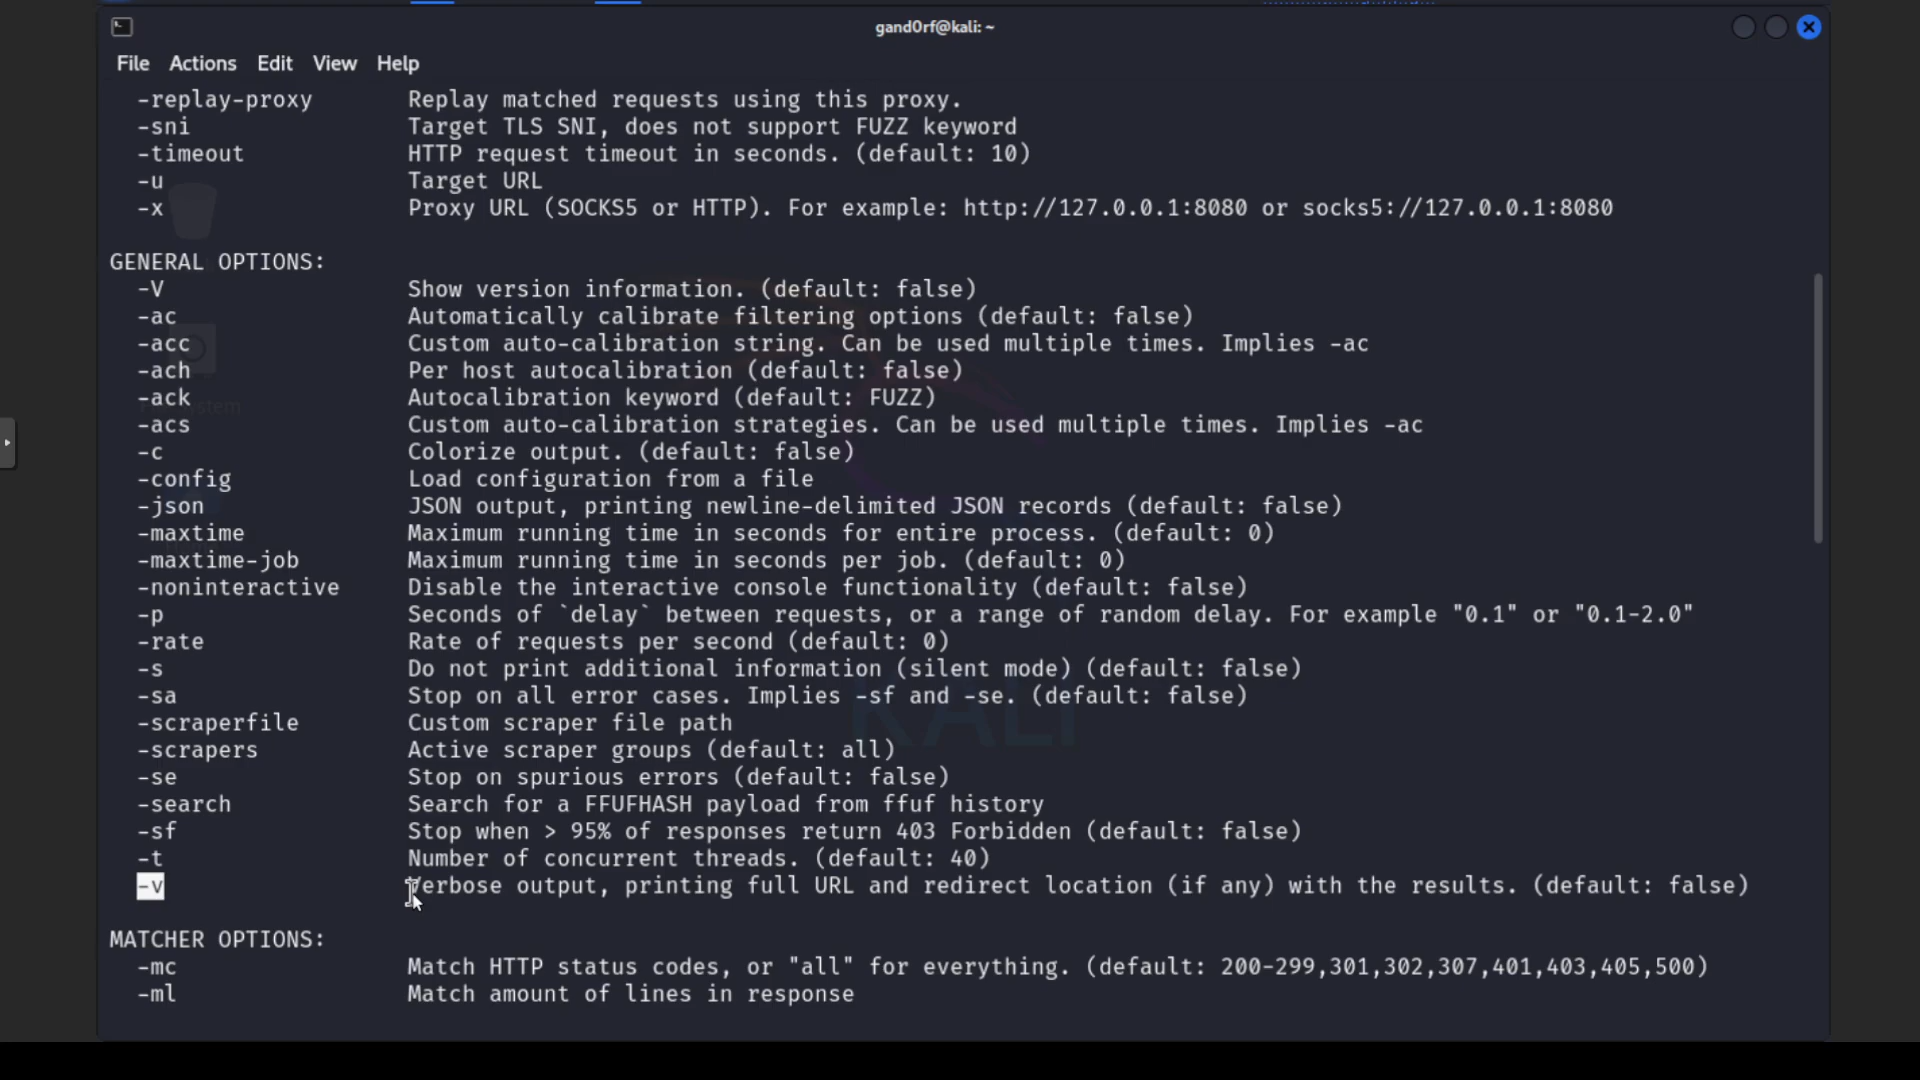 gand0rf@kali: ~
File Actions Edit View Help
-replay-proxy Replay matched requests using this proxy.
-sni Target TLS SNI, does not support FUZZ keyword
-timeout HTTP request timeout in seconds. (default: 10)
-u Target URL
-x Proxy URL (SOCKS5 or HTTP). For example: http://127.0.0.1:8080 or socks5://127.0.0.1:8080
GENERAL OPTIONS:
-V Show version information. (default: false)
-ac Automatically calibrate filtering options (default: false)
-acc Custom auto-calibration string. Can be used multiple times. Implies -ac
-ach Per host autocalibration (default: false)
-ack Autocalibration keyword (default: FUZZ)
-acs Custom auto-calibration strategies. Can be used multiple times. Implies -ac
-c Colorize output. (default: false)
-config Load configuration from a file
-json JSON output, printing newline-delimited JSON records (default: false)
-maxtime Maximum running time in seconds for entire process. (default: 0)
-maxtime-job Maximum running time in seconds per job. (default: 0)
-noninteractive Disable the interactive console functionality (default: false)
-p Seconds of `delay` between requests, or a range of random delay. For example "0.1" or "0.1-2.0"
-rate Rate of requests per second (default: 0)
-s Do not print additional information (silent mode) (default: false)
-sa Stop on all error cases. Implies -sf and -se. (default: false)
-scraperfile Custom scraper file path
-scrapers Active scraper groups (default: all)
-se Stop on spurious errors (default: false)
-search Search for a FFUFHASH payload from ffuf history
-sf Stop when > 95% of responses return 403 Forbidden (default: false)
-t Number of concurrent threads. (default: 40)
-v Verbose output, printing full URL and redirect location (if any) with the results. (default: false)
MATCHER OPTIONS:
-mc Match HTTP status codes, or "all" for everything. (default: 200-299,301,302,307,401,403,405,500)
-ml Match amount of lines in response
KALI